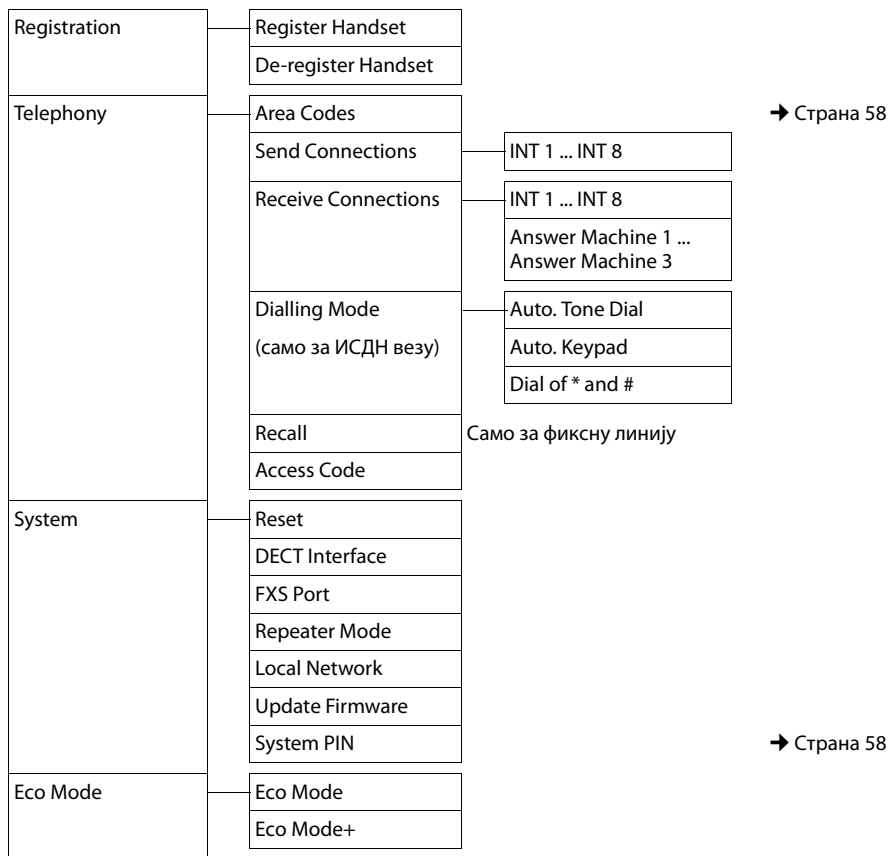 Registration
Register Handset
De-register Handset
Telephony
Area Codes
➔ Страна 58
Send Connections
INT 1 ... INT 8
Receive Connections
INT 1 ... INT 8
Answer Machine 1 ...
Answer Machine 3
Dialling Mode
(само за ИСДН везу)
Auto. Tone Dial
Auto. Keypad
Dial of * and #
Recall
Само за фиксну линију
Access Code
System
Reset
DECT Interface
FXS Port
Repeater Mode
Local Network
Update Firmware
System PIN
➔ Страна 58
Eco Mode
Eco Mode
Eco Mode+